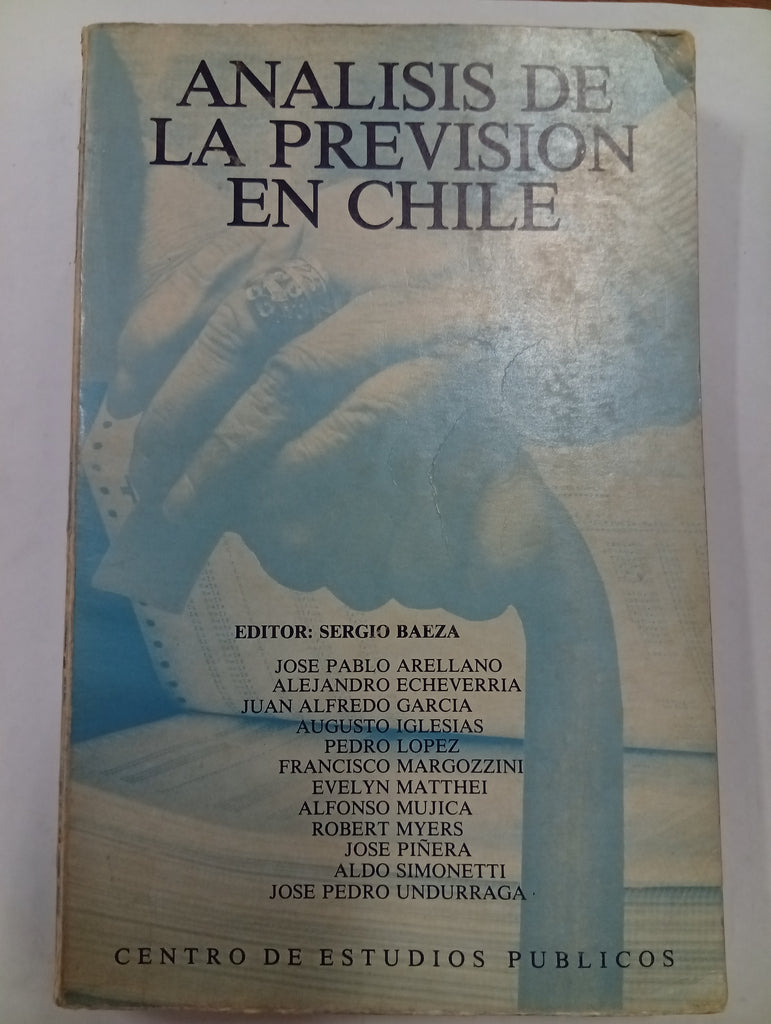 ANALISIS DE
LA PREVISION
EN CHILE
EDITOR: SERGIO BAEZA
JOSE PABLO ARELLANO
ALEJANDRO ECHEVERRIA
JUAN ALFREDO GARCIA
AUGUSTO IGLESIAS
PEDRO LOPEZ
FRANCISCO MARGOZZINI
EVELYN MATTHEI
ALFONSO MUJICA
ROBERT MYERS
JOSE PIÑERA
ALDO SIMONETTI
JOSE PEDRO UNDURRAGA
CENTRO DE ESTUDIOS PUBLICOS